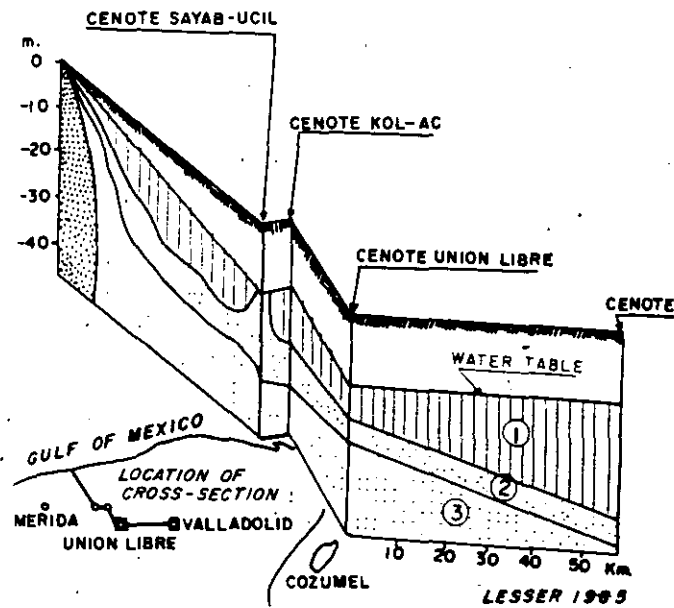 CENOTE SAYAB-UCIL
m.
0
-10
-20
-30
-40
CENOTE KOL-AC
CENOTE UNION LIBRE
CENOTE
WATER TABLE
1
2
3
GULF OF MEXICO
LOCATION OF
CROSS-SECTION
MERIDA
VALLADOLID
UNION LIBRE
COZUMEL
10 20 30 40 50 Km.
LESSER 1985